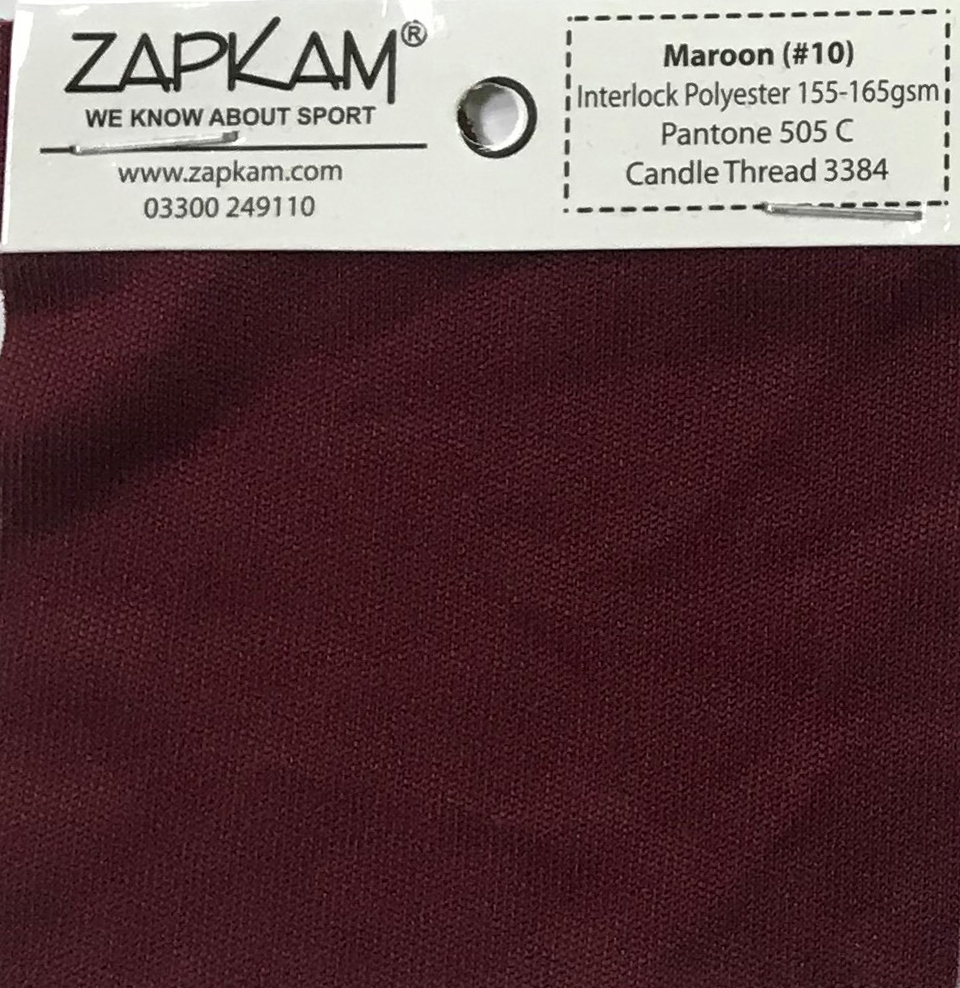 ZAPKAM®
WE KNOW ABOUT SPORT
www.zapkam.com
03300 249110
Maroon (#10)
Interlock Polyester 155-165gsm
Pantone 505 C
Candle Thread 3384